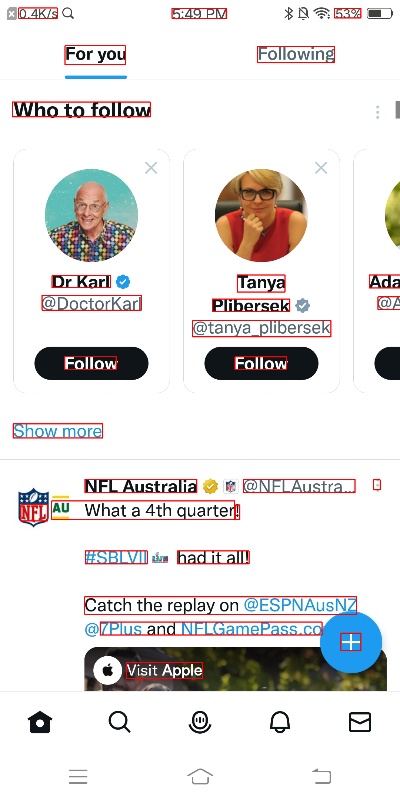 0.4K/s 5:49 PM 53%
For you Following
Who to follow
Dr Karl
@DoctorKarl
Follow
Tanya
Plibersek
@tanya_plibersek
Follow
Ada
@A
Show more
NFL Australia @NFLAustra...
NFL AU
What a 4th quarter!
#SBLVII had it all!
Catch the replay on @ESPNAusNZ
@7Plus and NFLGamePass.co
Visit Apple